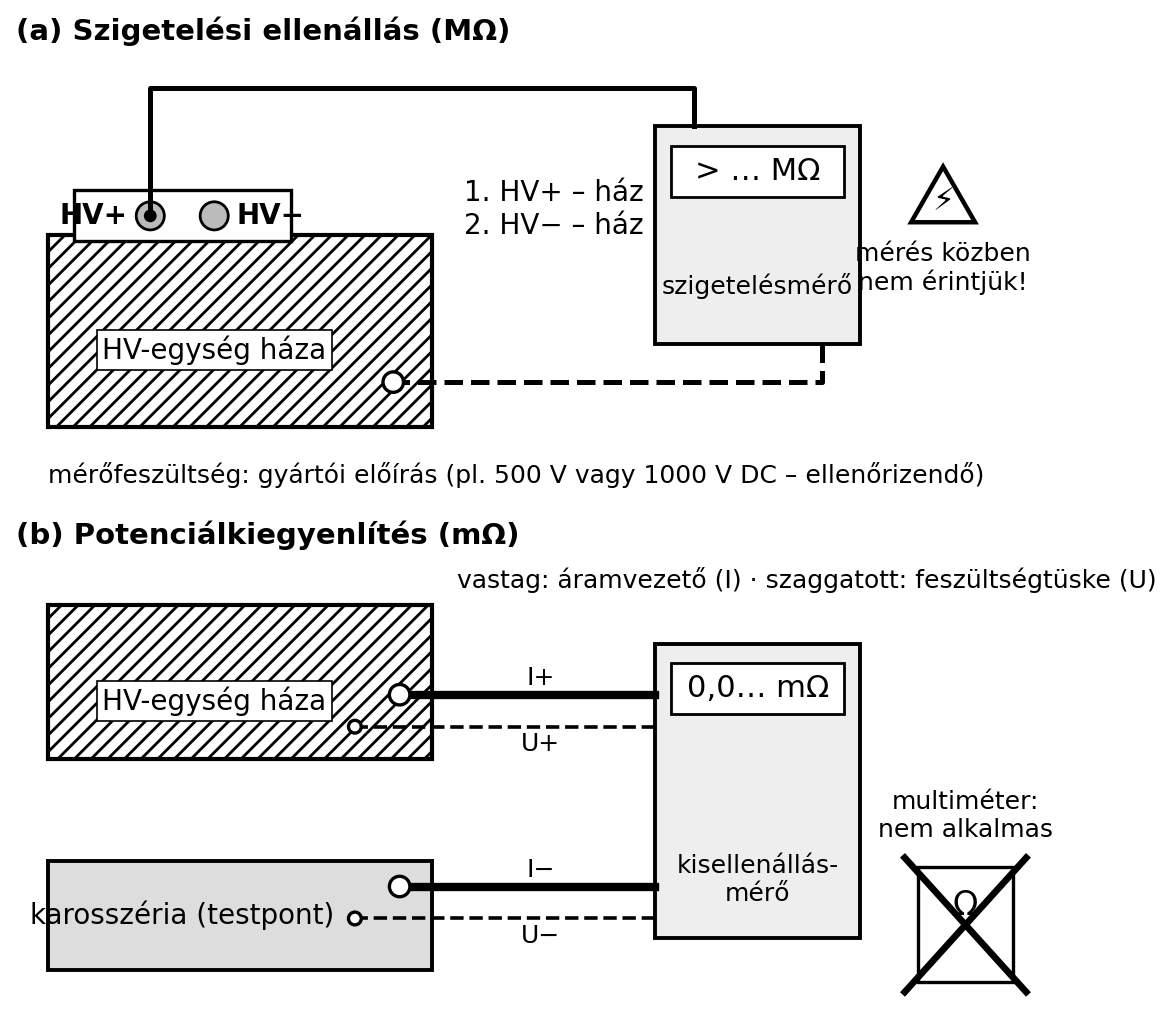 (a) Szigetelési ellenállás (MΩ)
> … MΩ
1. HV+ – ház
2. HV− – ház
HV+
HV−
mérés közben
nem érintjük!
szigetelésmérő
HV-egység háza
mérőfeszültség: gyártói előírás (pl. 500 V vagy 1000 V DC – ellenőrizendő)
(b) Potenciálkiegyenlítés (mΩ)
vastag: áramvezető (I) · szaggatott: feszültségtüske (U)
I+
0,0… mΩ
HV-egység háza
U+
multiméter:
nem alkalmas
I−
kisellenállás-
mérő
Ω
karosszéria (testpont)
U−